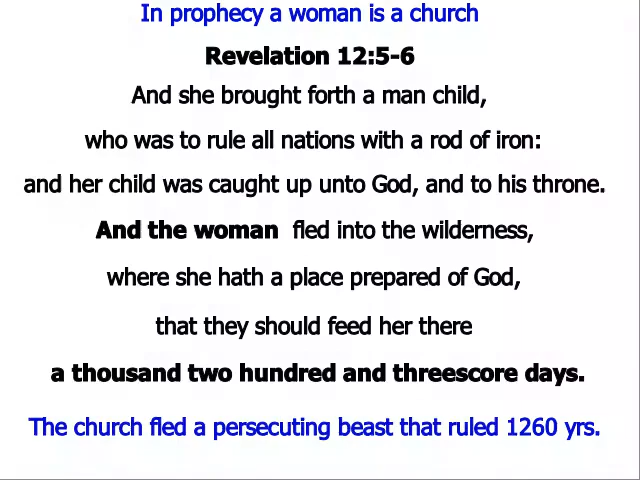 In prophecy a woman is a church
Revelation 12:5-6
And she brought forth a man child,
who was to rule all nations with a rod of iron:
and her child was caught up unto God, and to his throne.
And the woman fled into the wilderness,
where she hath a place prepared of God,
that they should feed her there
a thousand two hundred and threescore days.
The church fled a persecuting beast that ruled 1260 yrs.